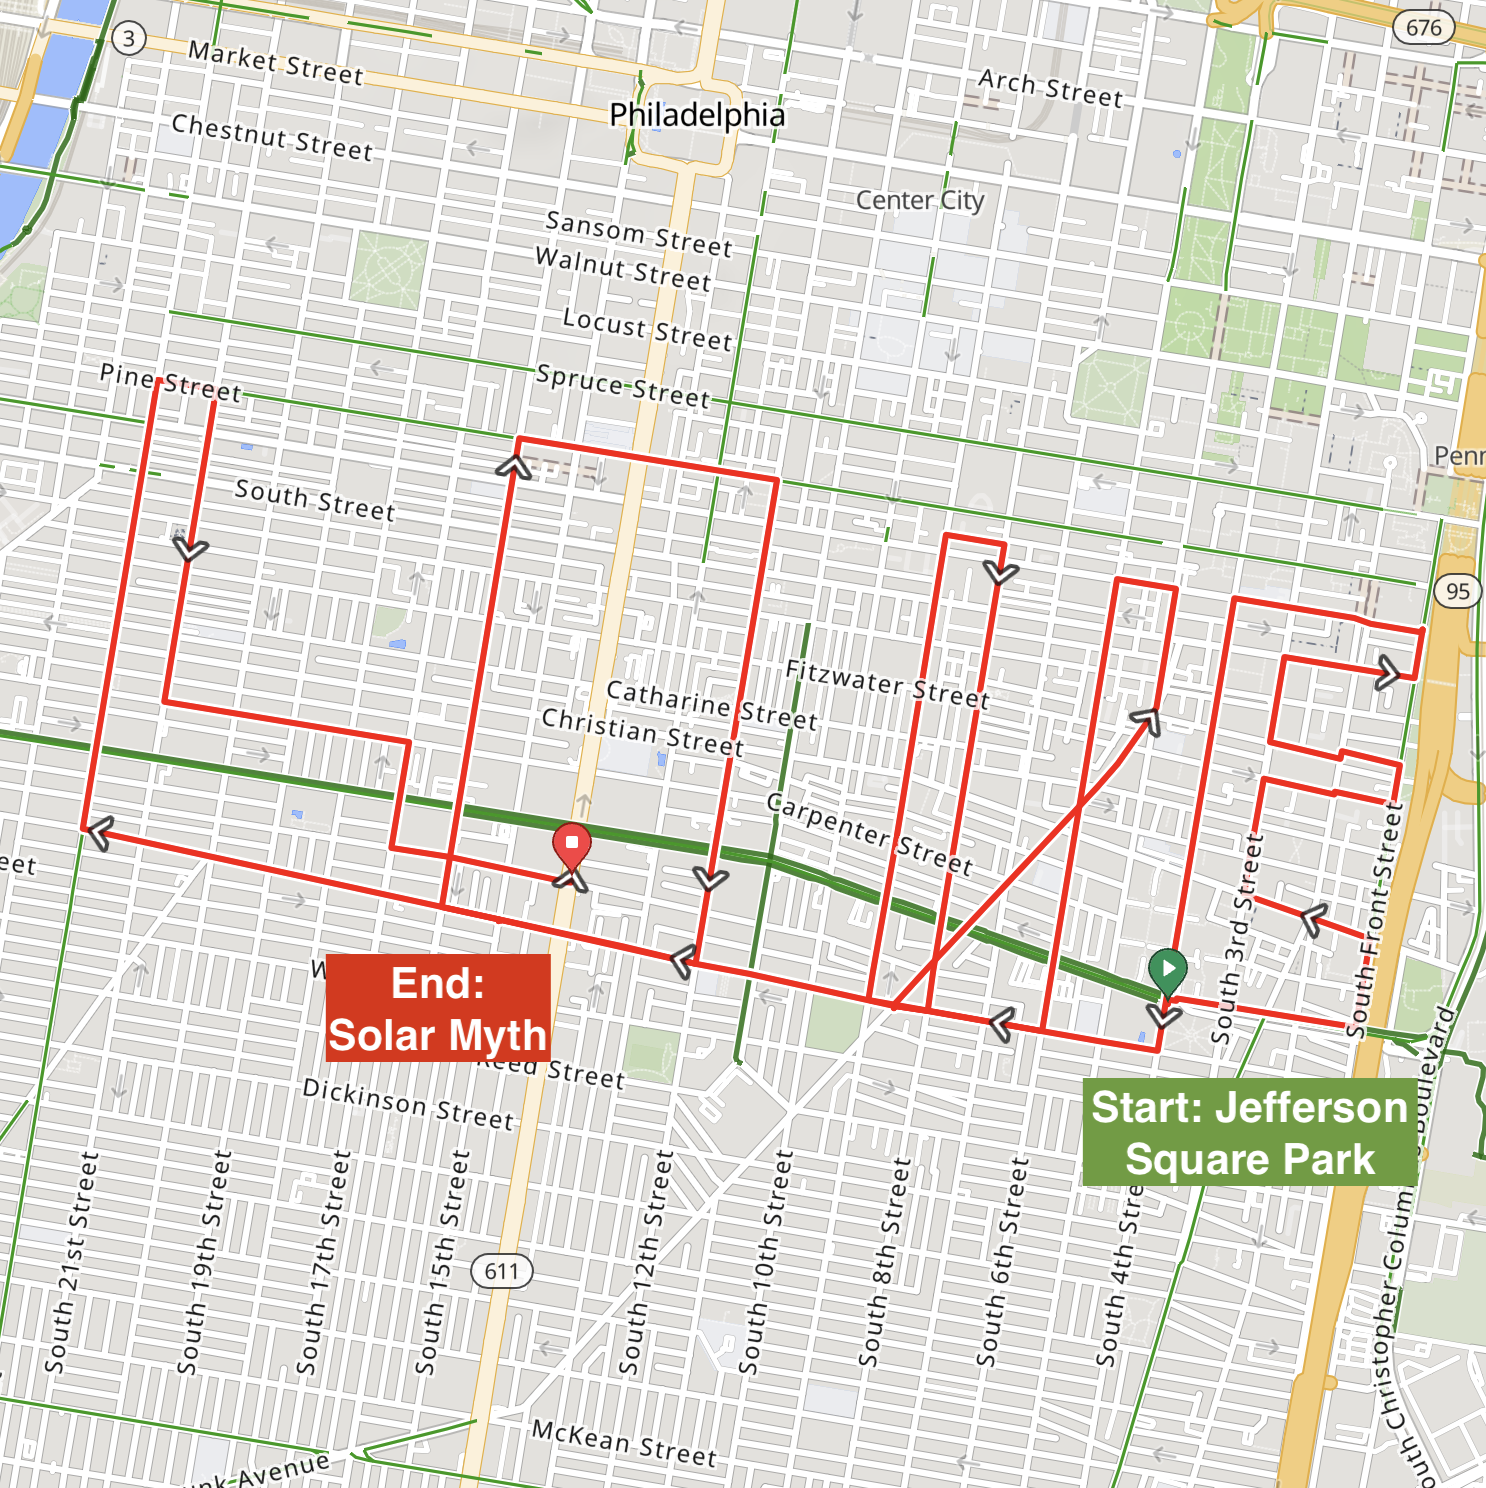 3
676
Market Street
Arch Street
Philadelphia
Chestnut Street
Center City
Sansom Street
Walnut Street
Locust Street
Pine Street
Spruce Street
Penn
South Street
95
Fitzwater Street
Catharine Street
Christian Street
Carpenter Street
eet
South 3rd Street
South Front Street
End:
Solar Myth
W
Reed Street
Dickinson Street
Start: Jefferson
Square Park
South Christopher Columbus Boulevard
South 21st Street
South 19th Street
South 17th Street
South 15th Street
South 12th Street
South 10th Street
South 8th Street
South 6th Street
South 4th Stre
611
McKean Street
unk Avenue